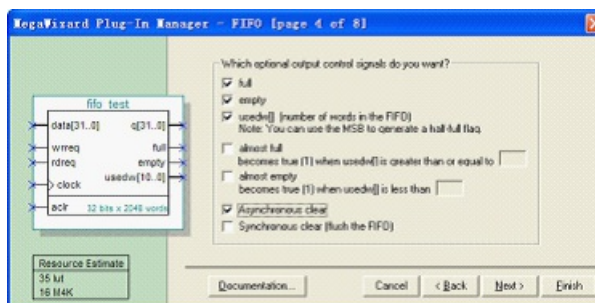 MegaWizard Plug-In Manager - FIFO [page 4 of 8]
Which optional output control signals do you want?
full
empty
usedw[] (number of words in the FIFO)
Note: You can use the MSB to generate a half-full flag.
almost full
becomes true (1) when usedw[] is greater than or equal to
almost empty
becomes true (1) when usedw[] is less than
Asynchronous clear
Synchronous clear (flush the FIFO)
fifo_test
data[31..0] q[31..0]
wrreq full
rdreq empty
usedw[10..0]
clock
aclr 32 bits x 2048 words
Resource Estimate
35 lut
16 M4K
Documentation... Cancel < Back Next > Finish